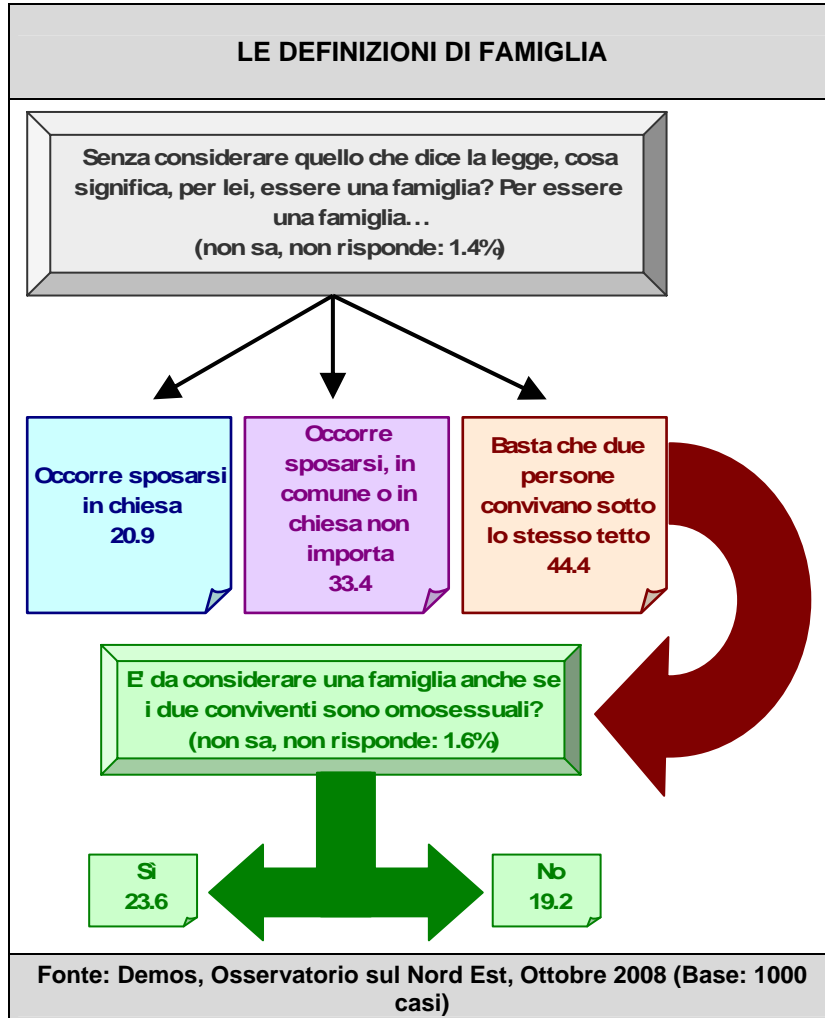 LE DEFINIZIONI DI FAMIGLIA
Senza considerare quello che dice la legge, cosa
significa, per lei, essere una famiglia? Per essere
una famiglia…
(non sa, non risponde: 1.4%)
Occorre sposarsi
in chiesa
20.9
Occorre
sposarsi, in
comune o in
chiesa non
importa
33.4
Basta che due
persone
convivano sotto
lo stesso tetto
44.4
E' da considerare una famiglia anche se
i due conviventi sono omosessuali?
(non sa, non risponde: 1.6%)
Sì
23.6
No
19.2
Fonte: Demos, Osservatorio sul Nord Est, Ottobre 2008 (Base: 1000
casi)